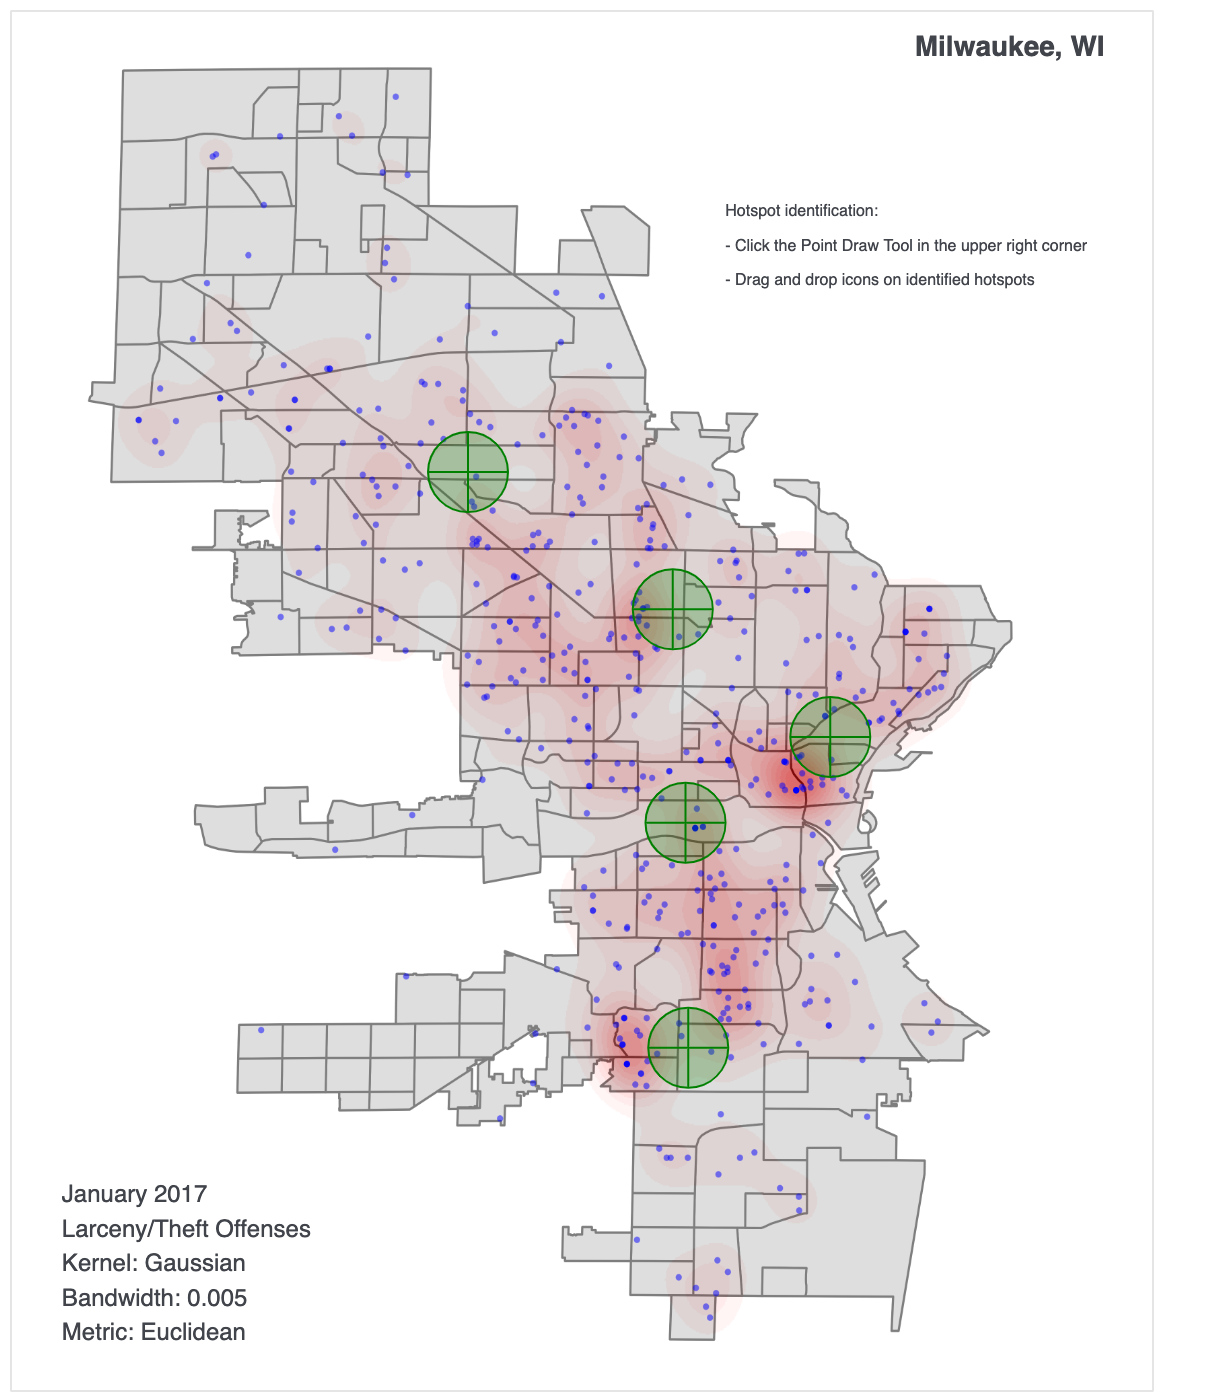 Milwaukee, WI
Hotspot identification:
- Click the Point Draw Tool in the upper right corner
- Drag and drop icons on identified hotspots
January 2017
Larceny/Theft Offenses
Kernel: Gaussian
Bandwidth: 0.005
Metric: Euclidean